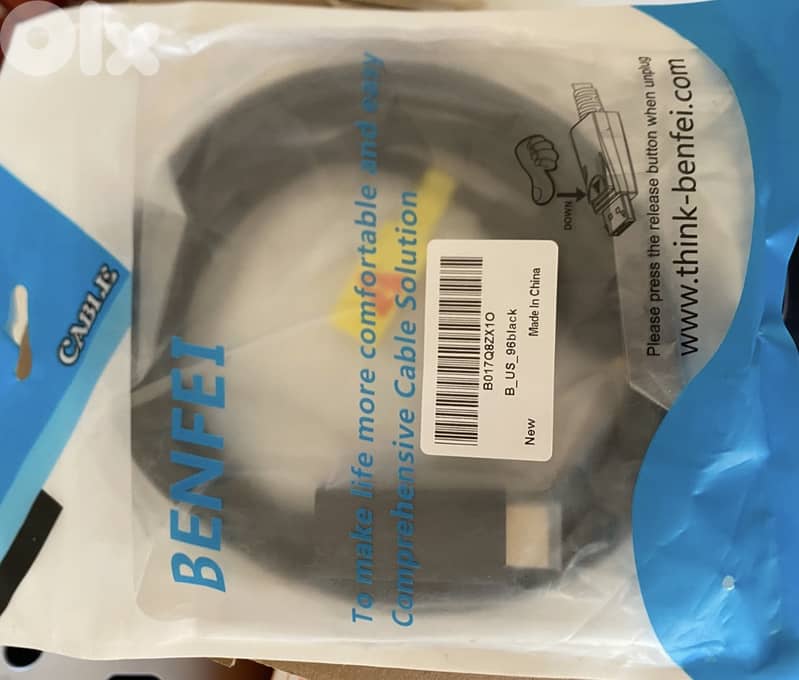 olx
CABLE
BENFEI
To make life more comfortable and easy
Comprehensive Cable Solution
B017Q8ZX1O
B_US_96black
New
Made In China
DOWN
Please press the release button when unplug
www.think-benfei.com